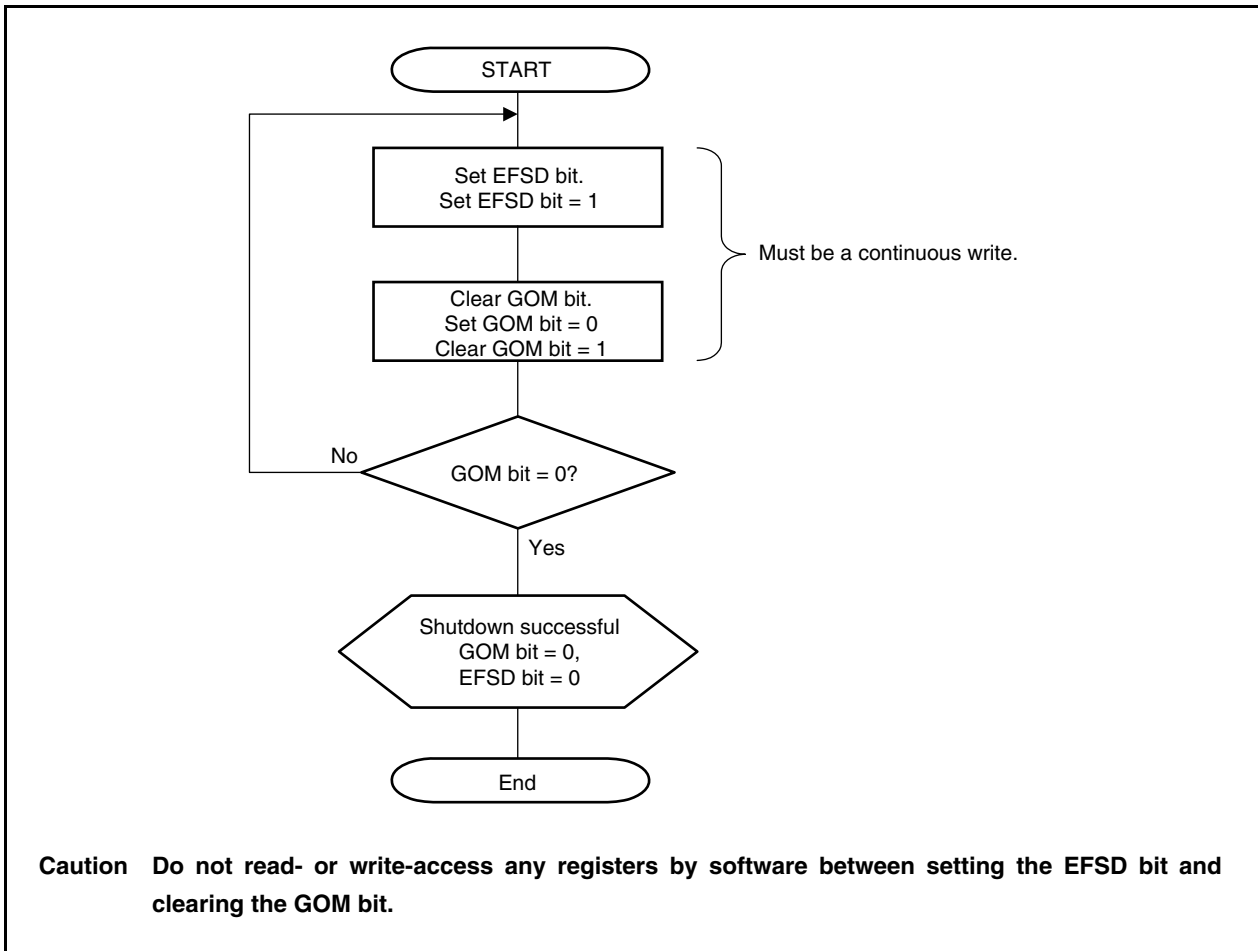 START
Set EFSD bit.
Set EFSD bit = 1
Must be a continuous write.
Clear GOM bit.
Set GOM bit = 0
Clear GOM bit = 1
No
GOM bit = 0?
Yes
Shutdown successful
GOM bit = 0,
EFSD bit = 0
End
Caution Do not read- or write-access any registers by software between setting the EFSD bit and
clearing the GOM bit.